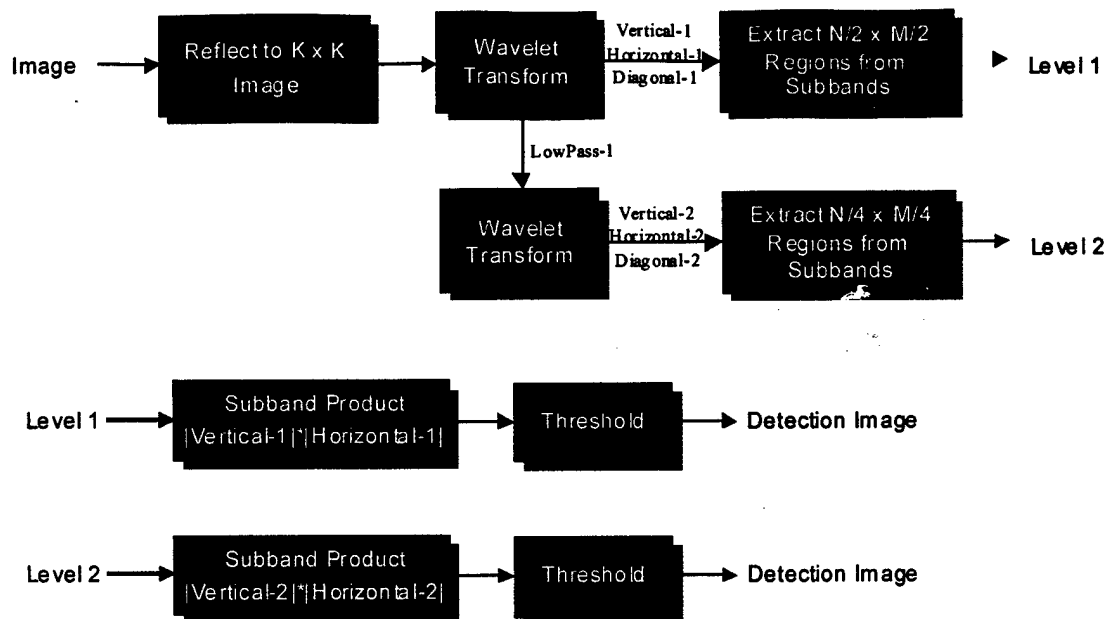 Image
Reflect to K x K
Image
Wavelet
Transform
Vertical-1
Horizontal-1
Diagonal-1
Extract N/2 x M/2
Regions from
Subbands
Level 1
LowPass-1
Wavelet
Transform
Vertical-2
Horizontal-2
Diagonal-2
Extract N/4 x M/4
Regions from
Subbands
Level 2
Level 1
Subband Product
|Vertical-1|*|Horizontal-1|
Threshold
Detection Image
Level 2
Subband Product
|Vertical-2|*|Horizontal-2|
Threshold
Detection Image